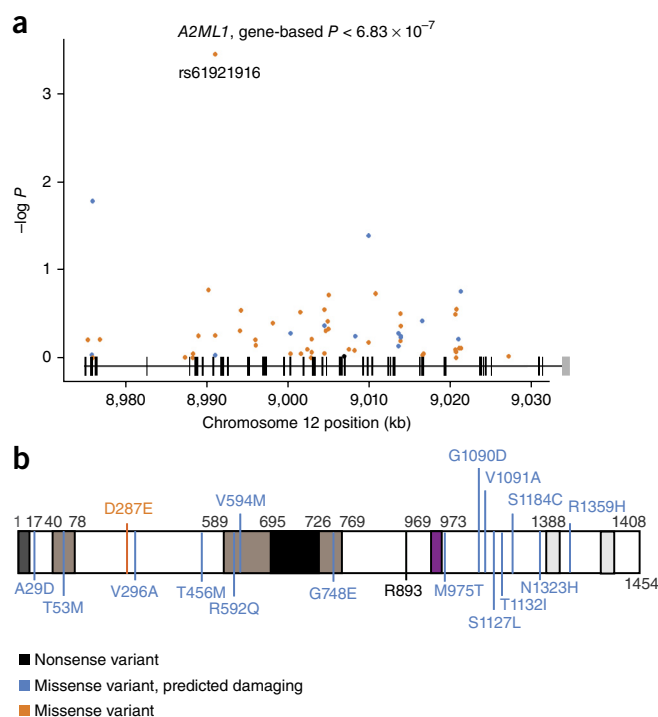 a
A2ML1, gene-based P < 6.83 × 10⁻⁷
rs61921916
3
2
1
0
–log P
8,980 8,990 9,000 9,010 9,020 9,030
Chromosome 12 position (kb)
b
G1090D
V1091A
D287E V594M S1184C R1359H
1 17 40 78 589 695 726 769 969 973 1388 1408
A29D T53M V296A T456M R592Q G748E R893 M975T S1127L T1132I N1323H 1454
Nonsense variant
Missense variant, predicted damaging
Missense variant